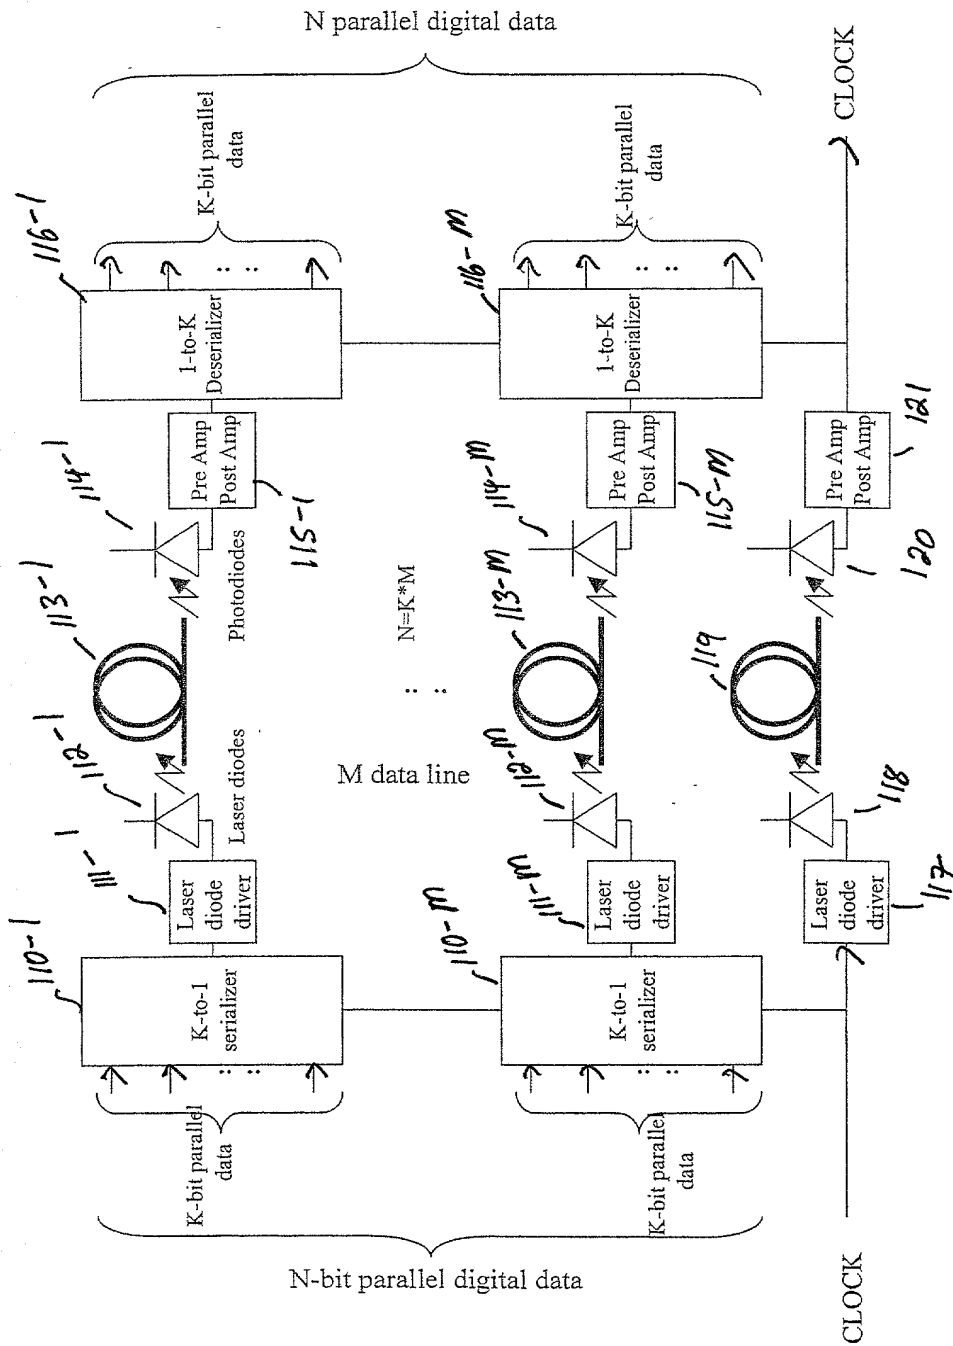 N-bit parallel digital data
K-bit parallel
data
K-bit parallel
data
CLOCK
110-1
K-to-1
serializer
110-M
K-to-1
serializer
111-1
Laser
diode
driver
111-M
Laser
diode
driver
Laser
diode
driver
117
112-1
Laser diodes
112-M
118
M data line
113-1
: :
113-M
119
N=K*M
114-1
Photodiodes
114-M
120
Pre Amp
Post Amp
115-1
Pre Amp
Post Amp
115-M
Pre Amp
Post Amp
121
116-1
1-to-K
Deserializer
116-M
1-to-K
Deserializer
K-bit parallel
data
K-bit parallel
data
N parallel digital data
CLOCK